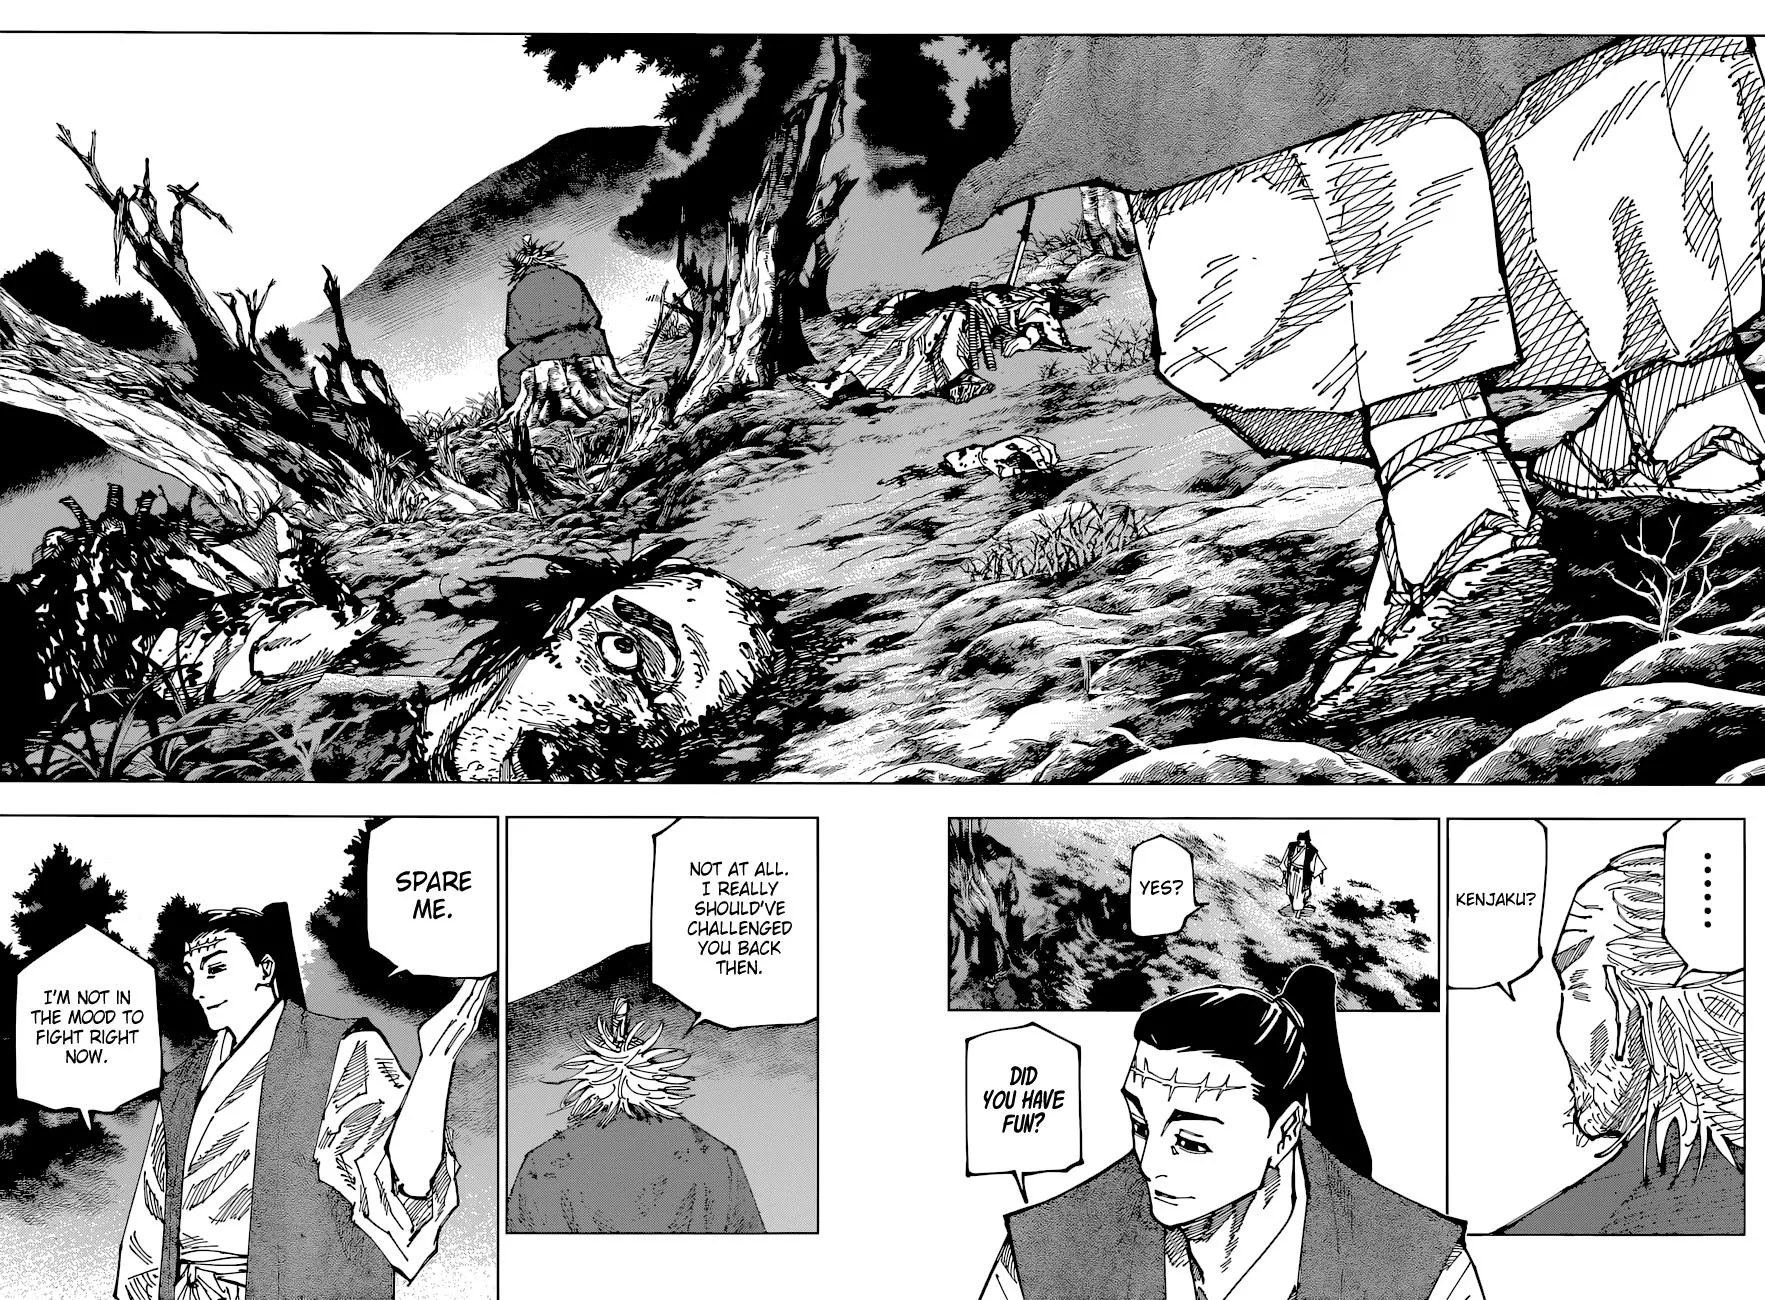 ......
KENJAKU?
YES?
DID
YOU HAVE
FUN?
NOT AT ALL.
I REALLY
SHOULD'VE
CHALLENGED
YOU BACK
THEN.
SPARE
ME.
I'M NOT IN
THE MOOD TO
FIGHT RIGHT
NOW.